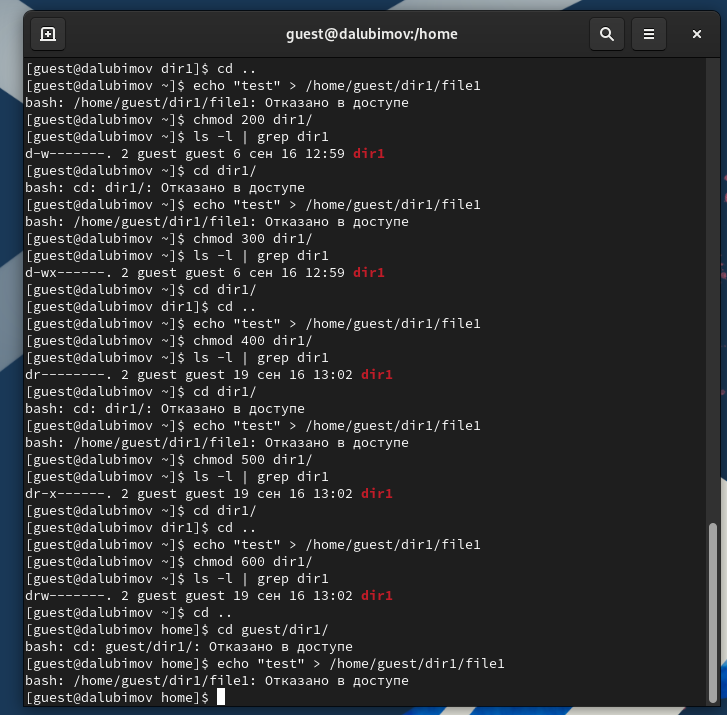 guest@dalubimov:/home
[guest@dalubimov dir1]$ cd ..
[guest@dalubimov ~]$ echo "test" > /home/guest/dir1/file1
bash: /home/guest/dir1/file1: Отказано в доступе
[guest@dalubimov ~]$ chmod 200 dir1/
[guest@dalubimov ~]$ ls -l | grep dir1
d-w-------. 2 guest guest 6 сен 16 12:59 dir1
[guest@dalubimov ~]$ cd dir1/
bash: cd: dir1/: Отказано в доступе
[guest@dalubimov ~]$ echo "test" > /home/guest/dir1/file1
bash: /home/guest/dir1/file1: Отказано в доступе
[guest@dalubimov ~]$ chmod 300 dir1/
[guest@dalubimov ~]$ ls -l | grep dir1
d-wx------. 2 guest guest 6 сен 16 12:59 dir1
[guest@dalubimov ~]$ cd dir1/
[guest@dalubimov dir1]$ cd ..
[guest@dalubimov ~]$ echo "test" > /home/guest/dir1/file1
[guest@dalubimov ~]$ chmod 400 dir1/
[guest@dalubimov ~]$ ls -l | grep dir1
dr--------. 2 guest guest 19 сен 16 13:02 dir1
[guest@dalubimov ~]$ cd dir1/
bash: cd: dir1/: Отказано в доступе
[guest@dalubimov ~]$ echo "test" > /home/guest/dir1/file1
bash: /home/guest/dir1/file1: Отказано в доступе
[guest@dalubimov ~]$ chmod 500 dir1/
[guest@dalubimov ~]$ ls -l | grep dir1
dr-x------. 2 guest guest 19 сен 16 13:02 dir1
[guest@dalubimov ~]$ cd dir1/
[guest@dalubimov dir1]$ cd ..
[guest@dalubimov ~]$ echo "test" > /home/guest/dir1/file1
[guest@dalubimov ~]$ chmod 600 dir1/
[guest@dalubimov ~]$ ls -l | grep dir1
drw-------. 2 guest guest 19 сен 16 13:02 dir1
[guest@dalubimov ~]$ cd ..
[guest@dalubimov home]$ cd guest/dir1/
bash: cd: guest/dir1/: Отказано в доступе
[guest@dalubimov home]$ echo "test" > /home/guest/dir1/file1
bash: /home/guest/dir1/file1: Отказано в доступе
[guest@dalubimov home]$